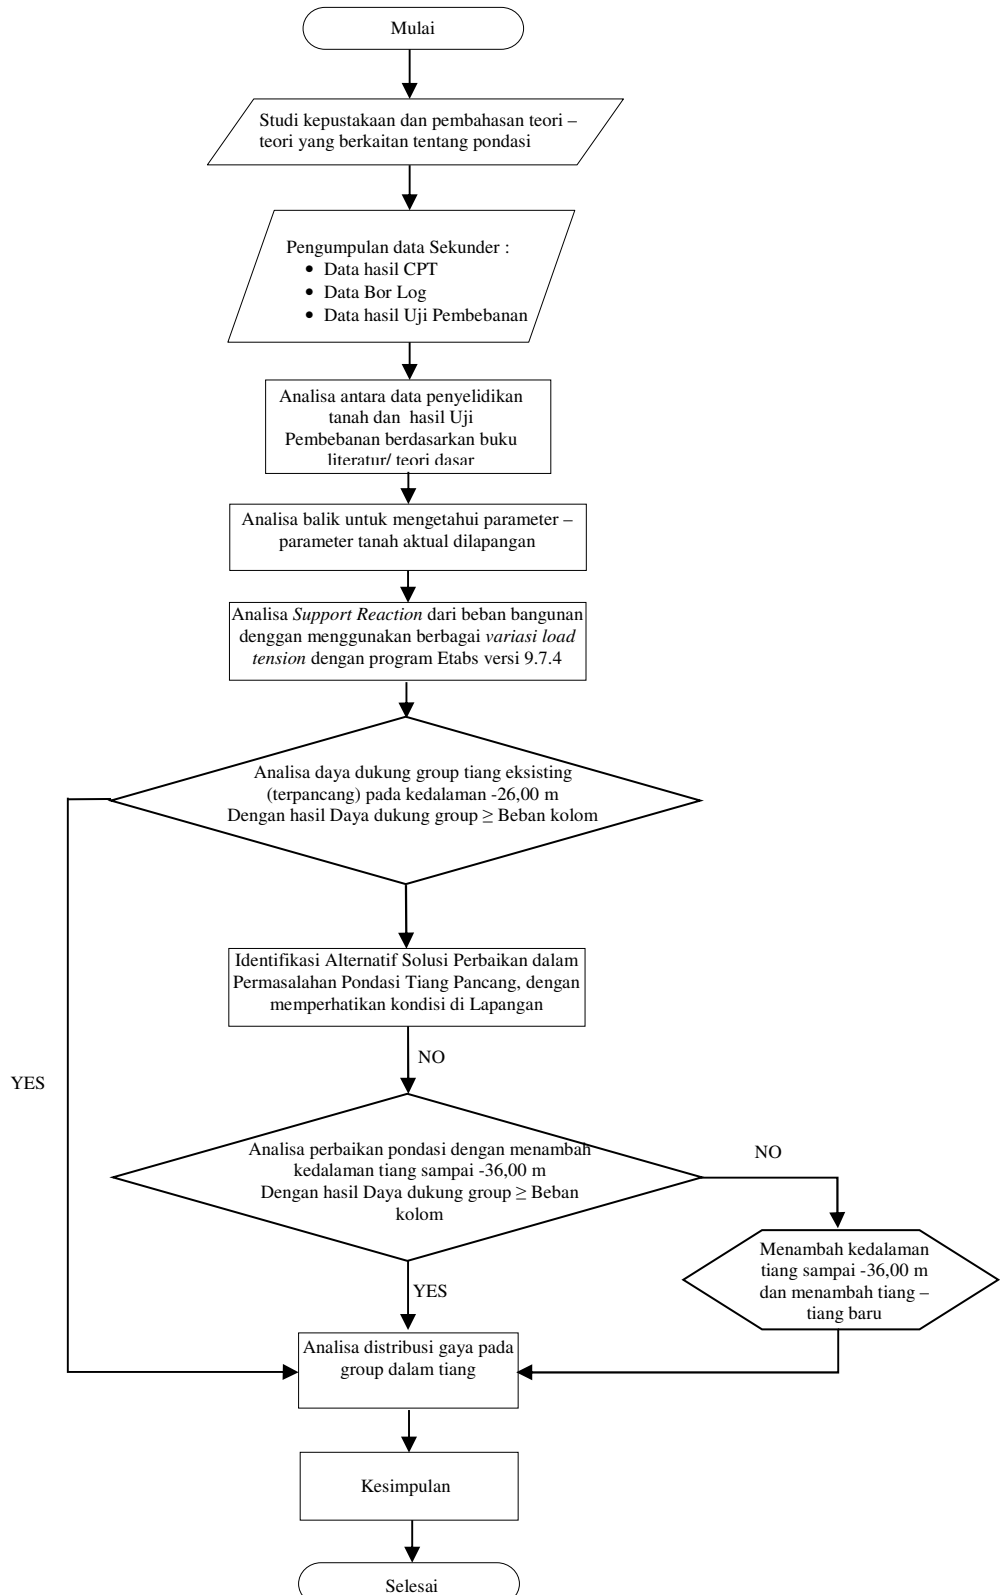 Mulai
Studi kepustakaan dan pembahasan teori –
teori yang berkaitan tentang pondasi
Pengumpulan data Sekunder :
• Data hasil CPT
• Data Bor Log
• Data hasil Uji Pembebanan
Analisa antara data penyelidikan
tanah dan hasil Uji
Pembebanan berdasarkan buku
literatur/ teori dasar
Analisa balik untuk mengetahui parameter –
parameter tanah aktual dilapangan
Analisa Support Reaction dari beban bangunan
denggan menggunakan berbagai variasi load
tension dengan program Etabs versi 9.7.4
Analisa daya dukung group tiang eksisting
(terpancang) pada kedalaman -26,00 m
Dengan hasil Daya dukung group ≥ Beban kolom
Identifikasi Alternatif Solusi Perbaikan dalam
Permasalahan Pondasi Tiang Pancang, dengan
memperhatikan kondisi di Lapangan
NO
YES
Analisa perbaikan pondasi dengan menambah
kedalaman tiang sampai -36,00 m
Dengan hasil Daya dukung group ≥ Beban
kolom
NO
Menambah kedalaman
tiang sampai -36,00 m
dan menambah tiang –
tiang baru
YES
Analisa distribusi gaya pada
group dalam tiang
Kesimpulan
Selesai